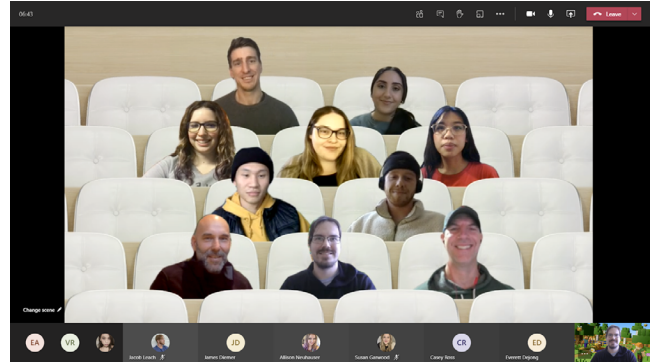 06:43
Leave
Change scene
EA
VR
JD
CR
ED
Jacob Leach
James Diemer
Allison Neuhauser
Susan Garwood
Casey Ross
Everett Dejong